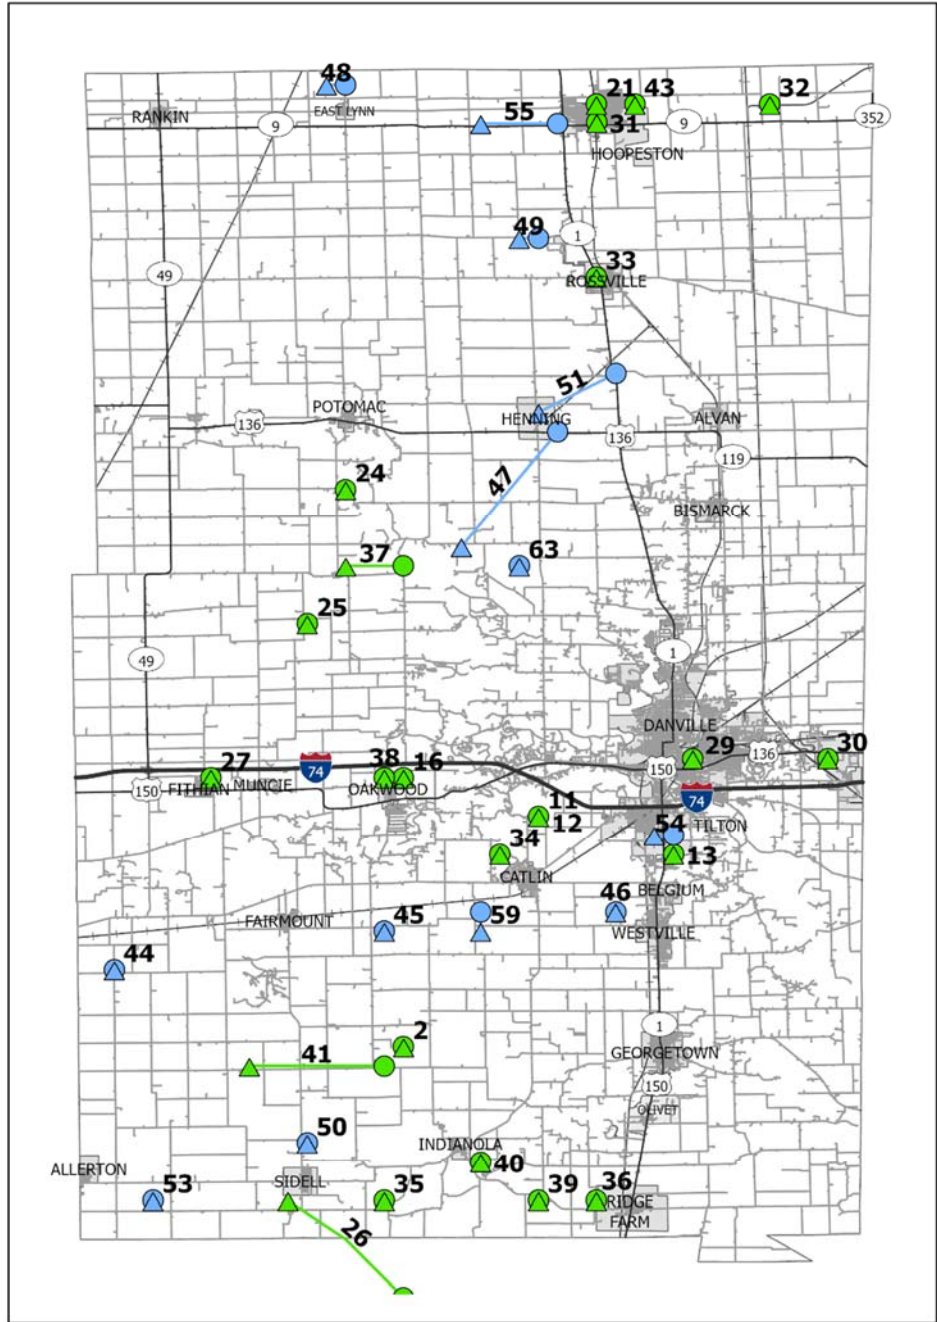 48
21 43
32
EAST LYNN
RANKIN
55
9
31
9
352
HOOPESTON
49
1
33
49
ROSSVILLE
51
POTOMAC
HENNING
ALVAN
136
136
119
24
47
BISMARCK
37
63
25
1
49
DANVILLE
27
38 16
29
136
30
74
150
150
FITHIAN
MUNCIE
OAKWOOD
74
11
12
54
TILTON
34
13
CATLIN
BELGIUM
46
45
59
FAIRMOUNT
WESTVILLE
44
2
1
41
GEORGETOWN
150
OLIVET
50
INDIANOLA
40
ALLERTON
SIDELL
53
35
39
36
RIDGE
FARM
26